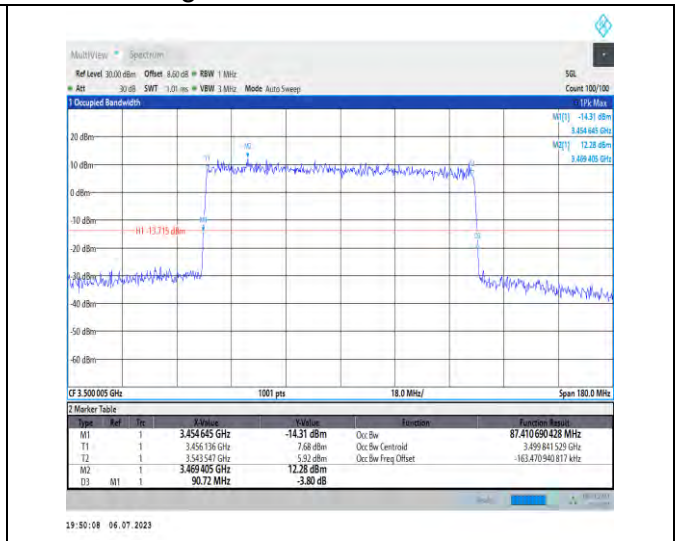 MultiView Spectrum
Ref Level 30.00 dBm Offset 8.60 dB RBW 1 MHz SGL
Att 30 dB SWT 1.01 ms VBW 3 MHz Mode Auto Sweep Count 100/100
1 Occupied Bandwidth 1Pk Max
M1[1] -14.31 dBm
3.454 645 GHz
M2[1] 12.28 dBm
3.469 405 GHz
20 dBm
10 dBm
0 dBm
-10 dBm
H1 -13.715 dBm
-20 dBm
-30 dBm
-40 dBm
-50 dBm
-60 dBm
T1
M2
CF 3.500 005 GHz 1001 pts 18.0 MHz/ Span 180.0 MHz
2 Marker Table
Type Ref Trc X-Value Y-Value Function Function Result
M1 1 3.454 645 GHz -14.31 dBm Occ Bw 87.410 690 428 MHz
T1 1 3.456 136 GHz 7.68 dBm Occ Bw Centroid 3.499 841 529 GHz
T2 1 3.543 547 GHz 5.92 dBm Occ Bw Freq Offset -163.470 940 817 kHz
M2 1 3.469 405 GHz 12.28 dBm
D3 M1 1 90.72 MHz -3.80 dB
19:50:08 06.07.2023